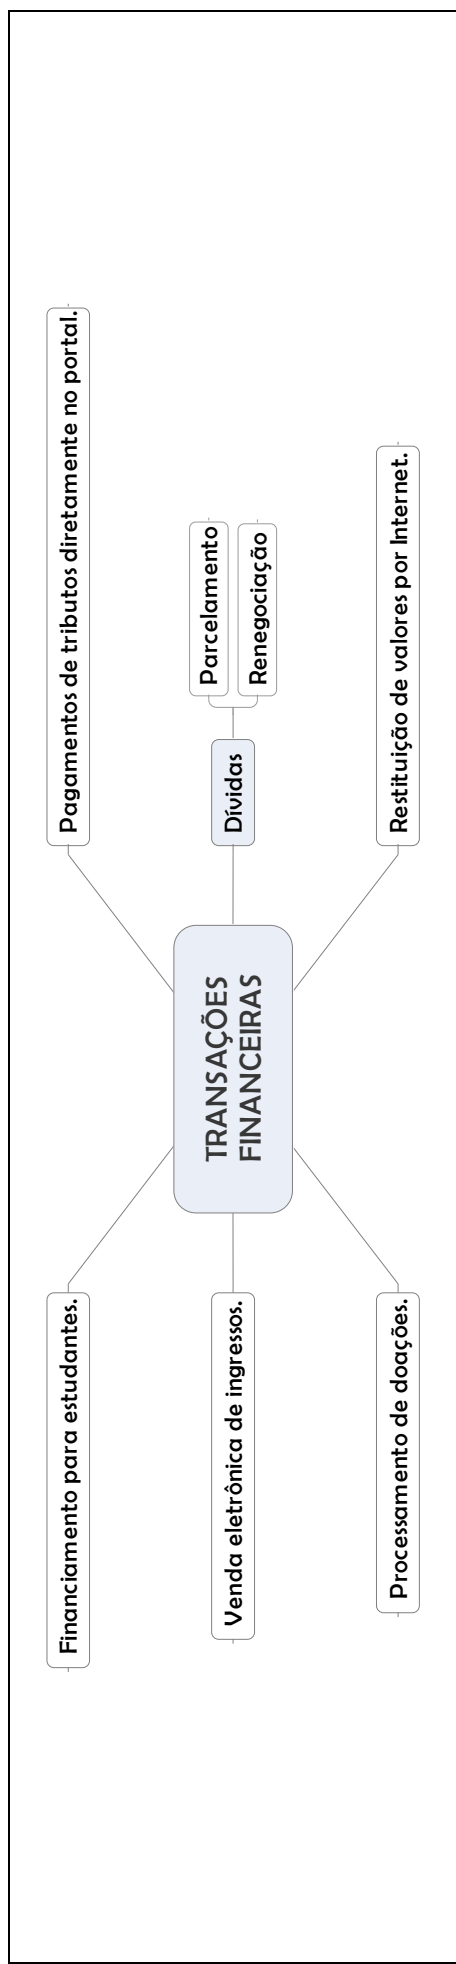 Financiamento para estudantes.
Venda eletrônica de ingressos.
Processamento de doações.
TRANSAÇÕES
FINANCEIRAS
Pagamentos de tributos diretamente no portal.
Dívidas
Parcelamento
Renegociação
Restituição de valores por Internet.